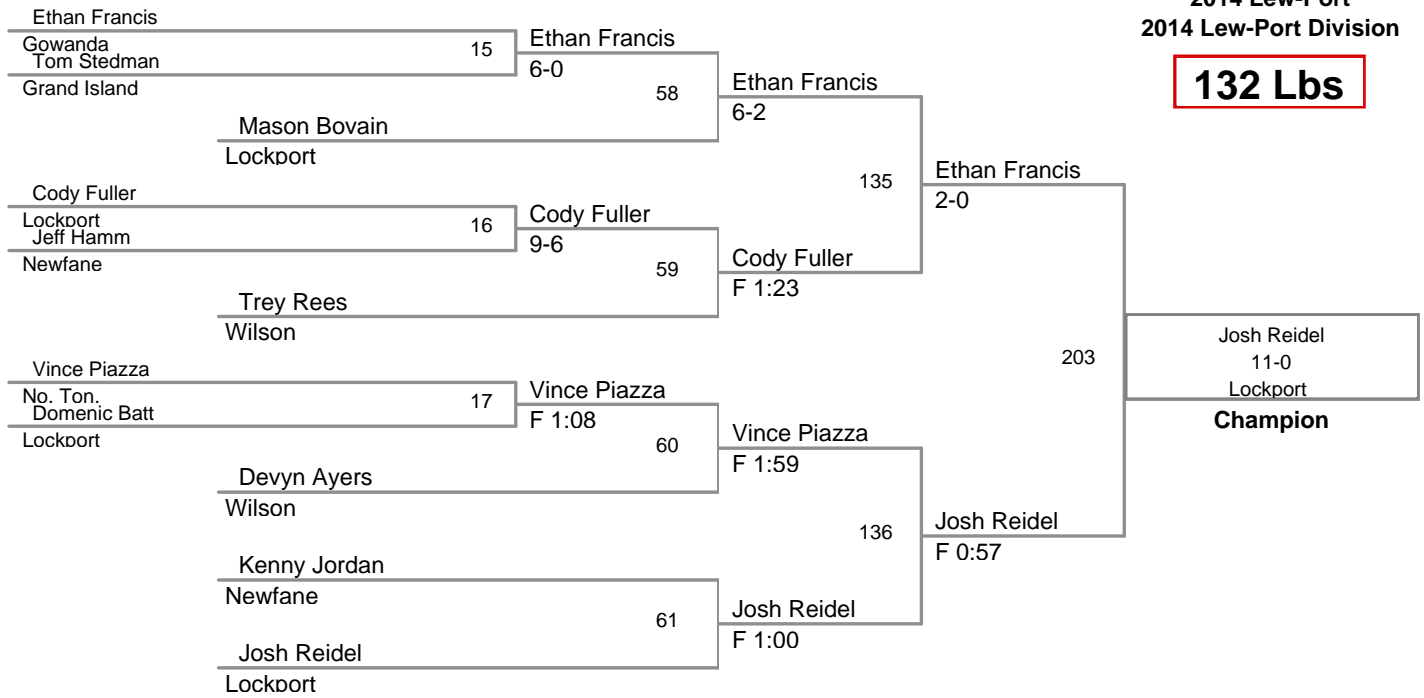 2014 Lew-Port
2014 Lew-Port Division
132 Lbs
Ethan Francis
Gowanda
Tom Stedman
Grand Island
15
Ethan Francis
6-0
Mason Bovain
Lockport
58
Ethan Francis
6-2
Cody Fuller
Lockport
Jeff Hamm
Newfane
16
Cody Fuller
9-6
Trey Rees
Wilson
59
Cody Fuller
F 1:23
135
Ethan Francis
2-0
Vince Piazza
No. Ton.
Domenic Batt
Lockport
17
Vince Piazza
F 1:08
Devyn Ayers
Wilson
60
Vince Piazza
F 1:59
Kenny Jordan
Newfane
Josh Reidel
Lockport
61
Josh Reidel
F 1:00
136
Josh Reidel
F 0:57
203
Josh Reidel
11-0
Lockport
Champion